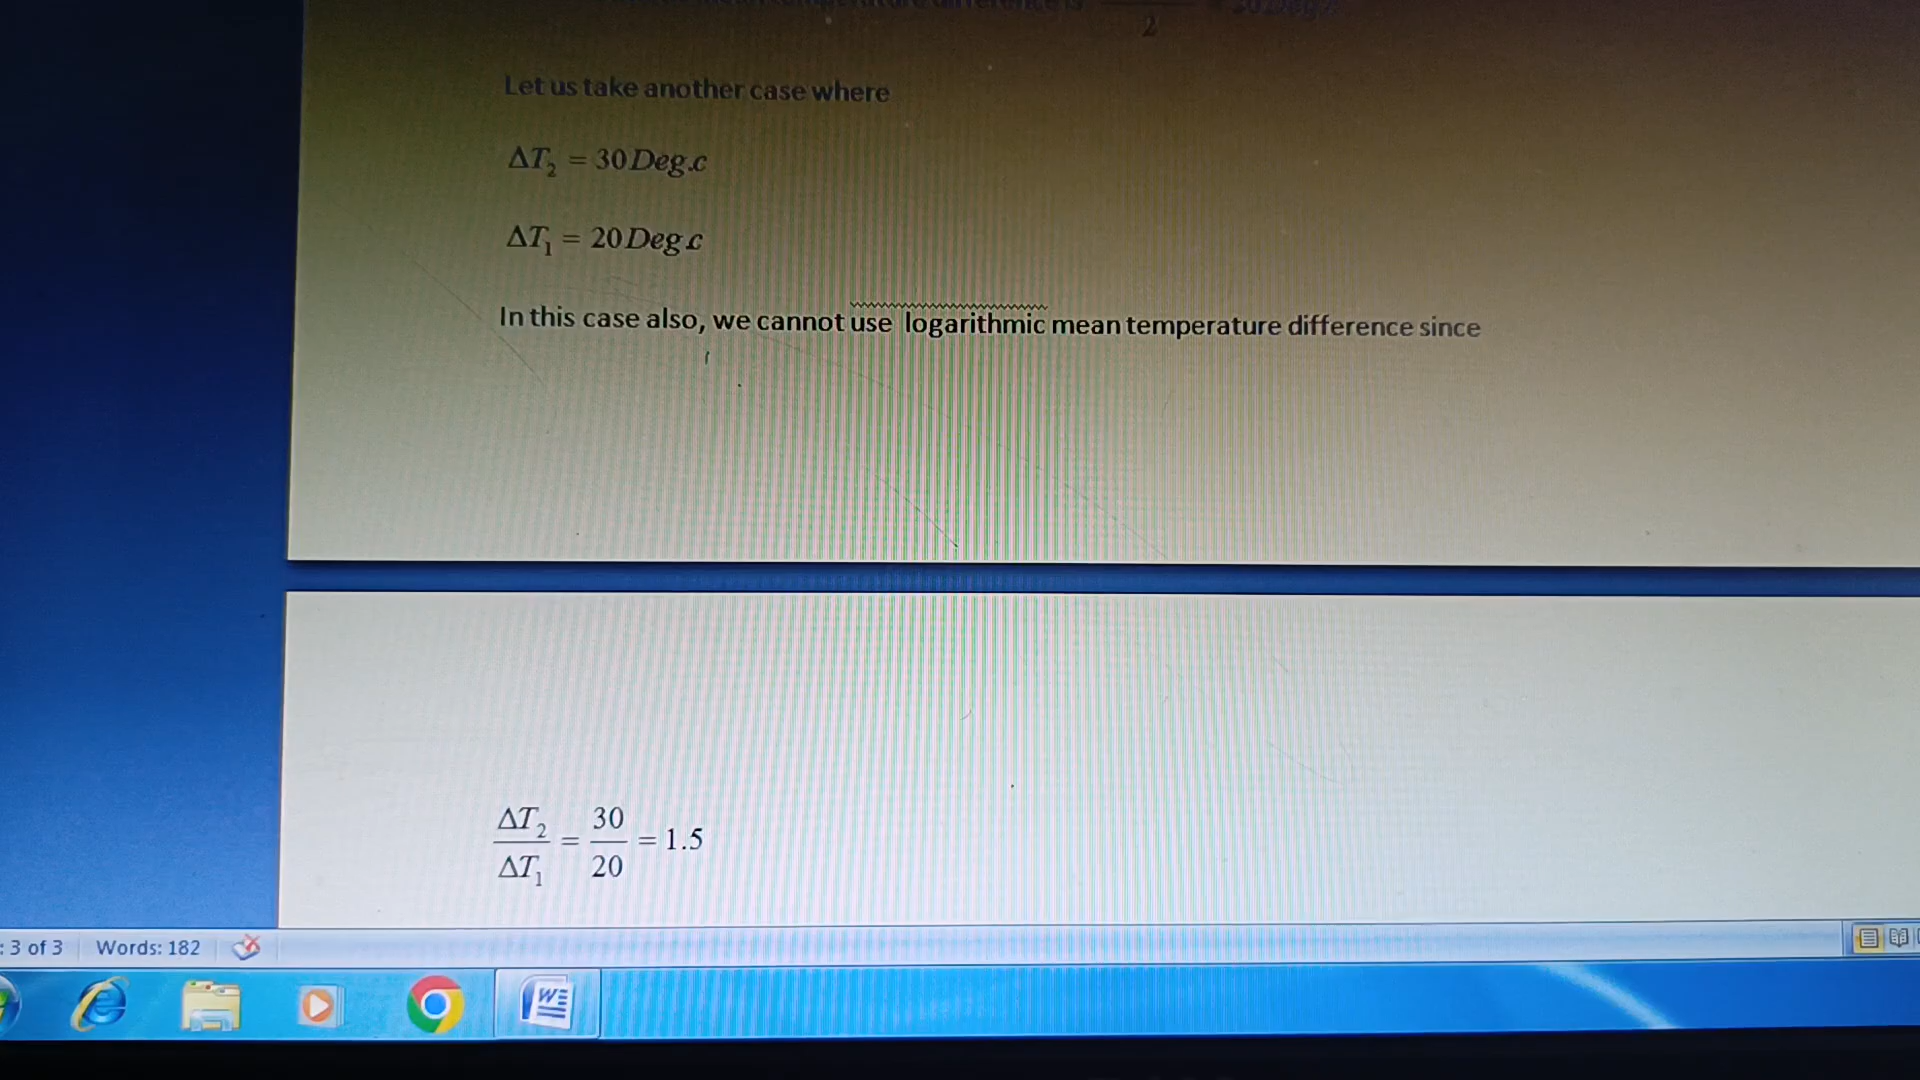 2
Let us take another case where
ΔT₂ = 30 Deg.c
ΔT₁ = 20 Deg.c
In this case also, we cannot use logarithmic mean temperature difference since
ΔT₂/ΔT₁ = 30/20 = 1.5
: 3 of 3 Words: 182